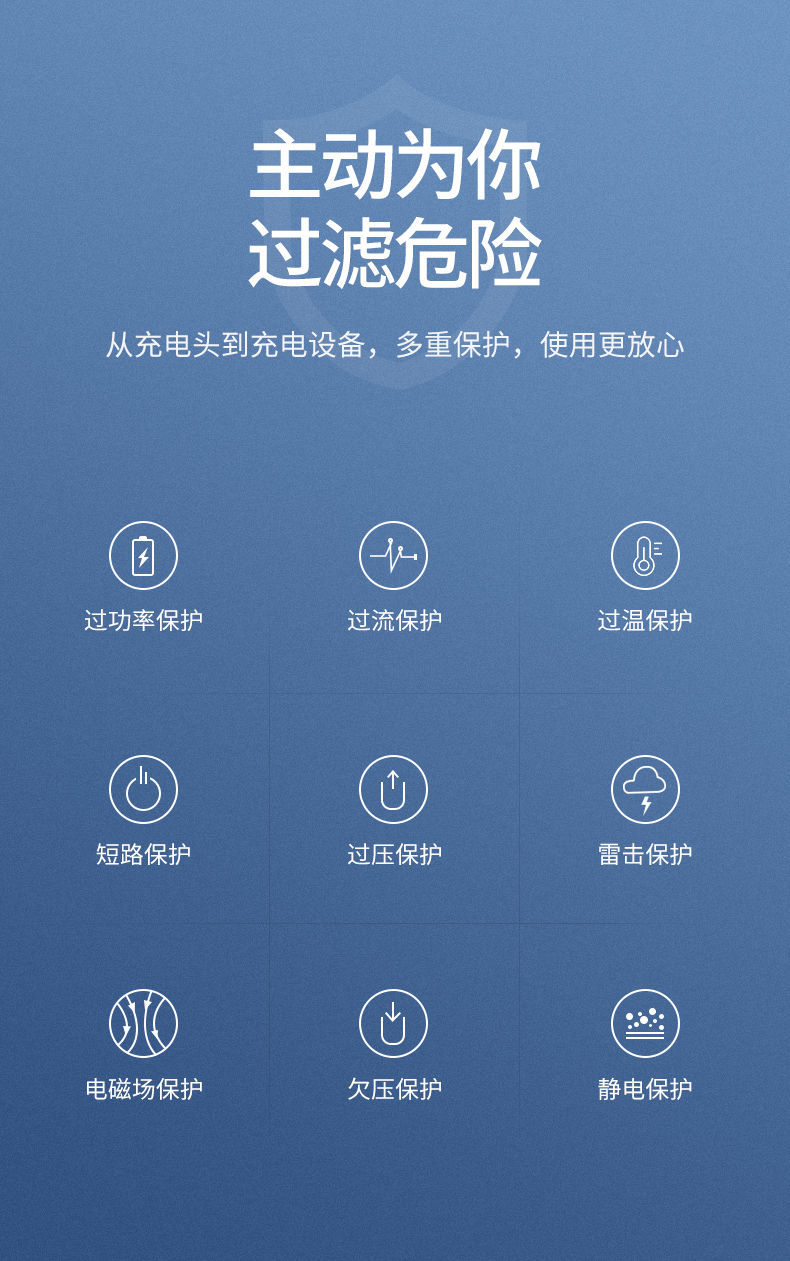 主动为你
过滤危险
从充电头到充电设备，多重保护，使用更放心
过功率保护
过流保护
过温保护
短路保护
过压保护
雷击保护
电磁场保护
欠压保护
静电保护